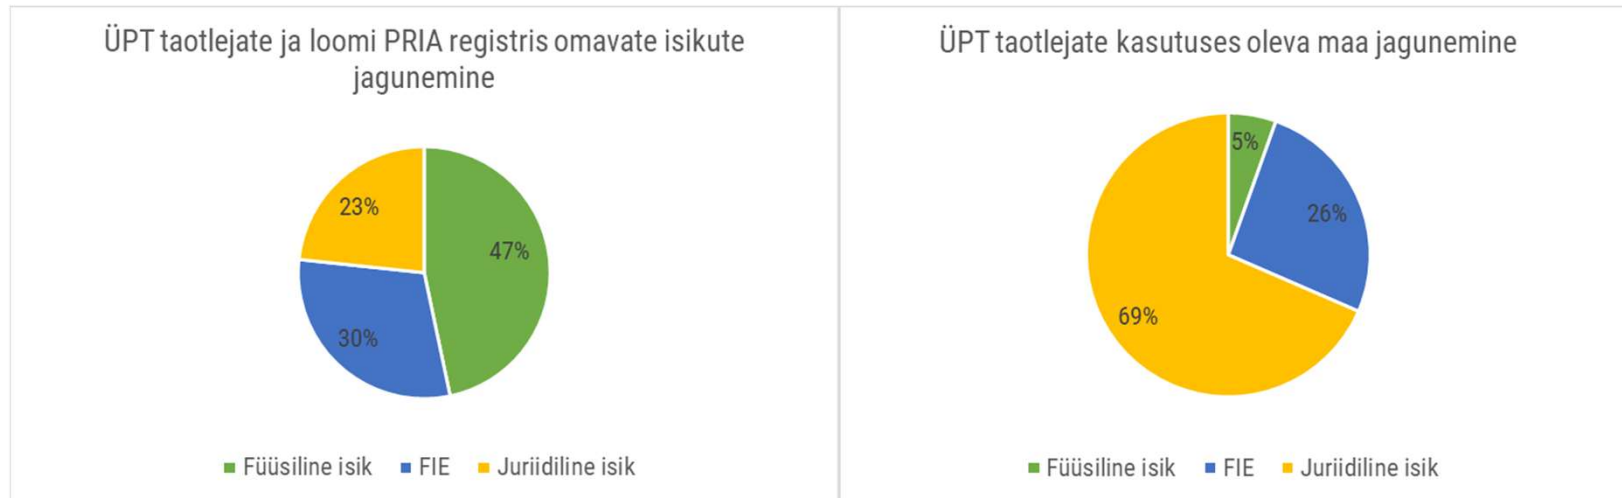 ÜPT taotlejate ja loomi PRIA registris omavate isikute
jagunemine
23%
47%
30%
Füüsiline isik FIE Juriidiline isik
ÜPT taotlejate kasutuses oleva maa jagunemine
5%
26%
69%
Füüsiline isik FIE Juriidiline isik